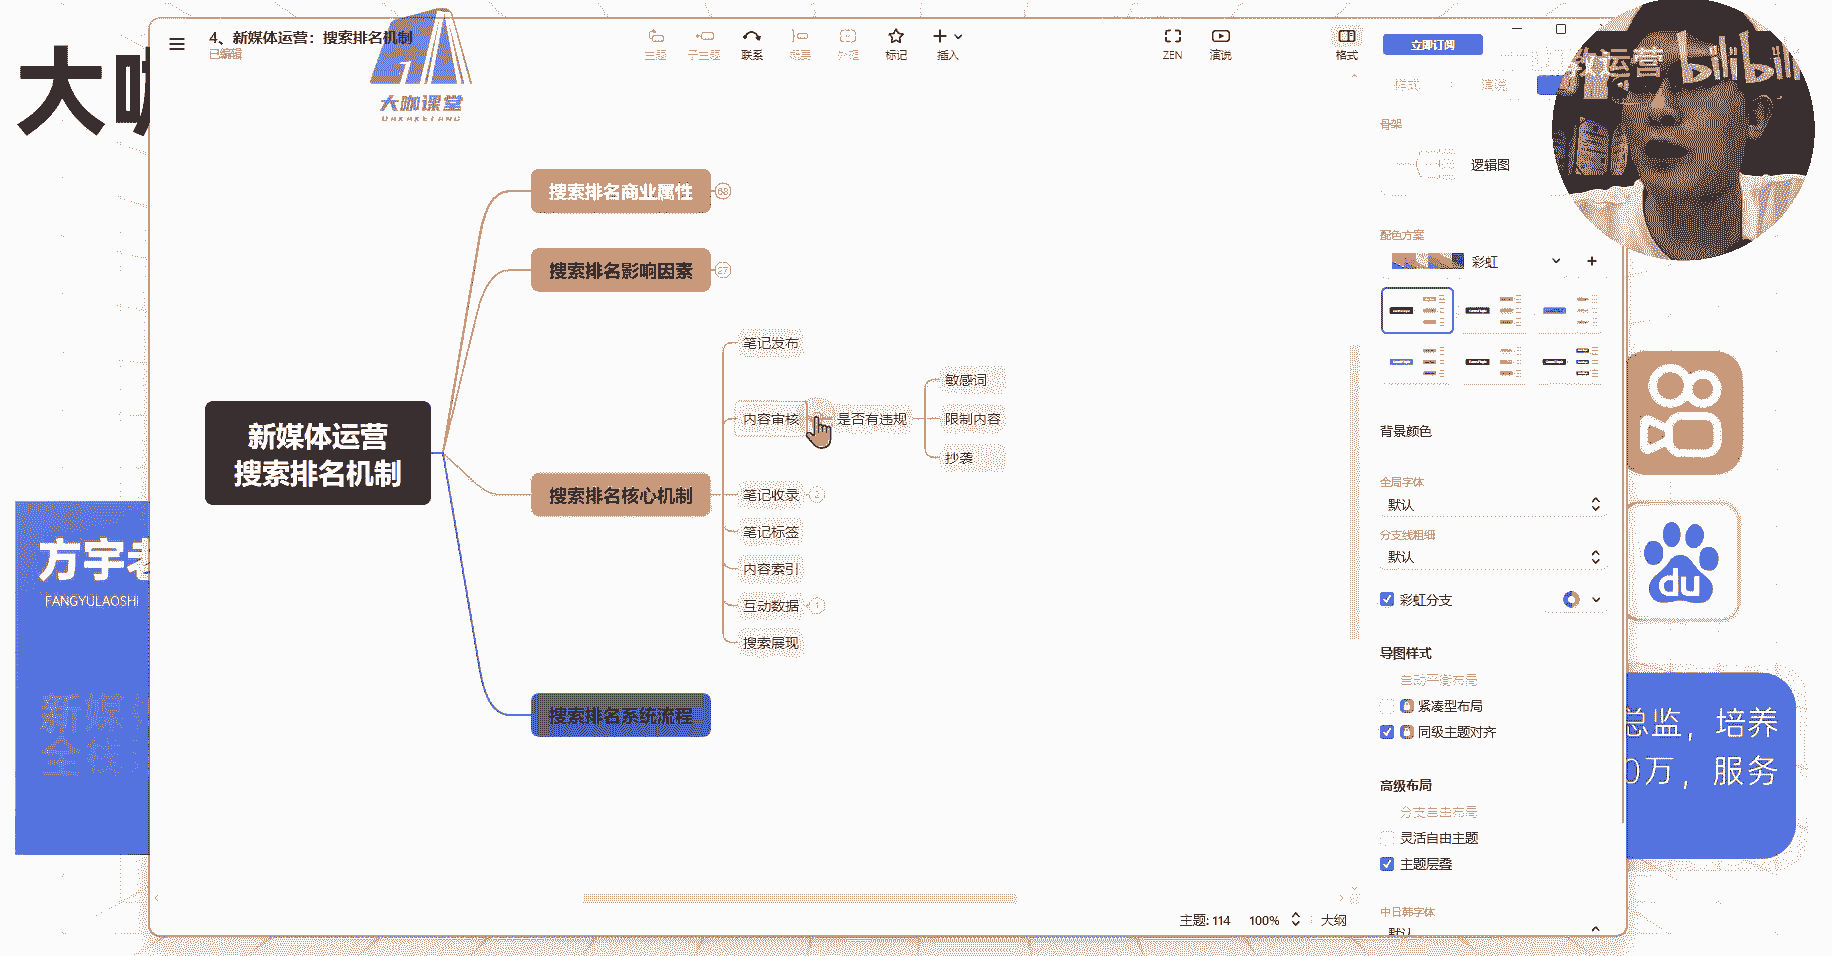 大咖
4、新媒体运营：搜索排名机制
已编辑
主题
子主题
联系
概要
外框
标记
插入
ZEN
演说
格式
立即订阅
教运营
bilibili
大咖课堂
DAKAKETANG
样式
演说
骨架
逻辑图
配色方案
彩虹
搜索排名商业属性
68
搜索排名影响因素
27
笔记发布
敏感词
内容审核
是否有违规
限制内容
抄袭
新媒体运营
搜索排名机制
搜索排名核心机制
笔记收录
2
笔记标签
内容索引
互动数据
1
搜索展现
搜索排名系统流程
背景颜色
全局字体
默认
分支线粗细
默认
彩虹分支
导图样式
自动平衡布局
紧凑型布局
同级主题对齐
高级布局
分支自由布局
灵活自由主题
主题层叠
中日韩字体
默认
主题: 114
100%
大纲
方宇老
FANGYULAOSHI
新媒
全栈
du
总监，培养
0万，服务